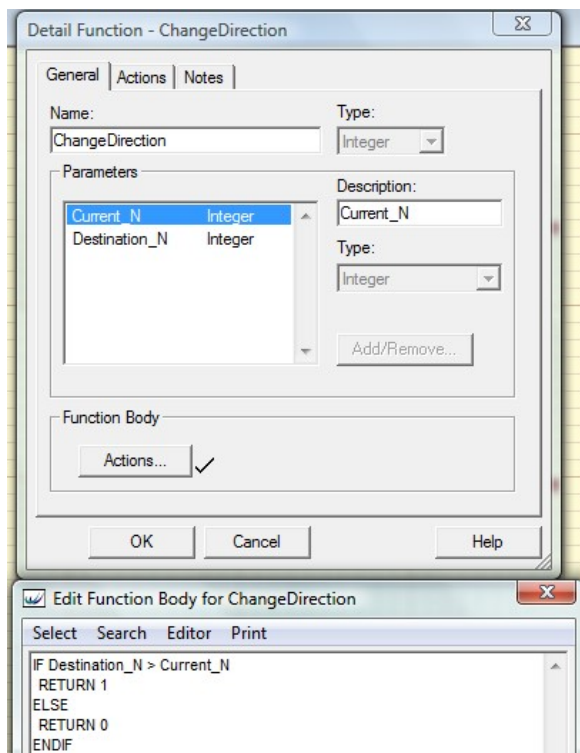 Detail Function - ChangeDirection
General Actions Notes
Name: Type:
ChangeDirection Integer
Parameters
Description:
Current_N Integer Current_N
Destination_N Integer
Type:
Integer
Add/Remove...
Function Body
Actions...
OK Cancel Help
Edit Function Body for ChangeDirection
Select Search Editor Print
IF Destination_N > Current_N
RETURN 1
ELSE
RETURN 0
ENDIF